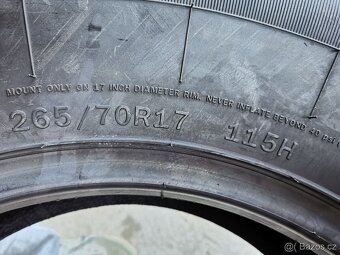 MOUNT ONLY ON 17 INCH DIAMETER RIM. NEVER INFLATE BEYOND 40 psi
265/70R17 115H
© Bazos.cz